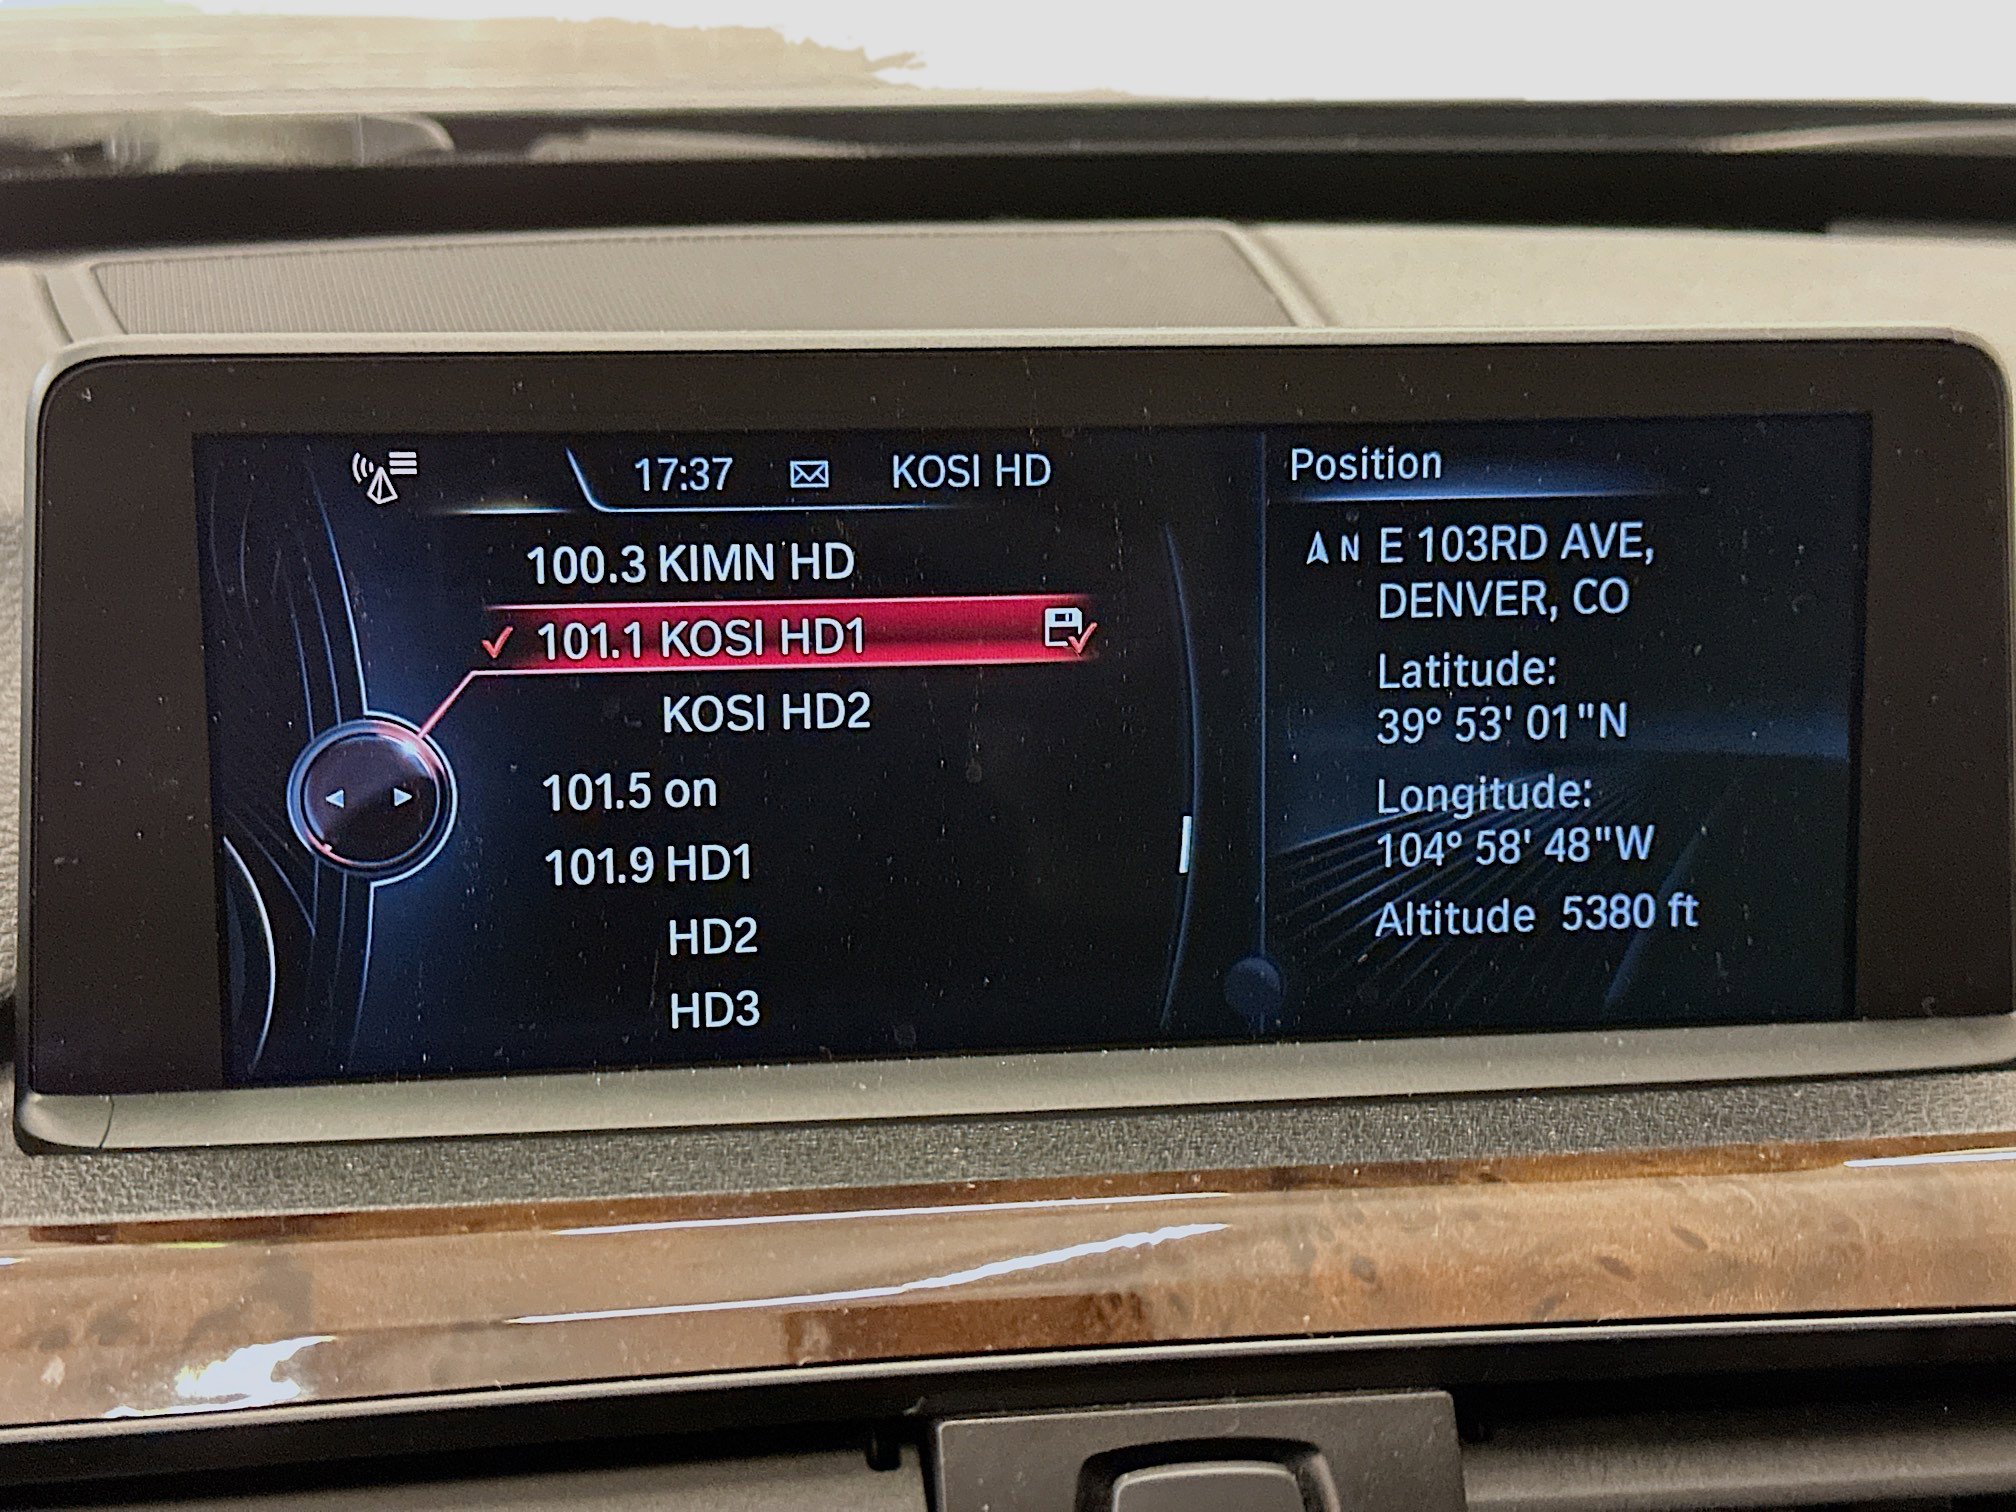 17:37 KOSI HD
100.3 KIMN HD
101.1 KOSI HD1
KOSI HD2
101.5 on
101.9 HD1
HD2
HD3
Position
N E 103RD AVE,
DENVER, CO
Latitude:
39° 53' 01"N
Longitude:
104° 58' 48"W
Altitude 5380 ft